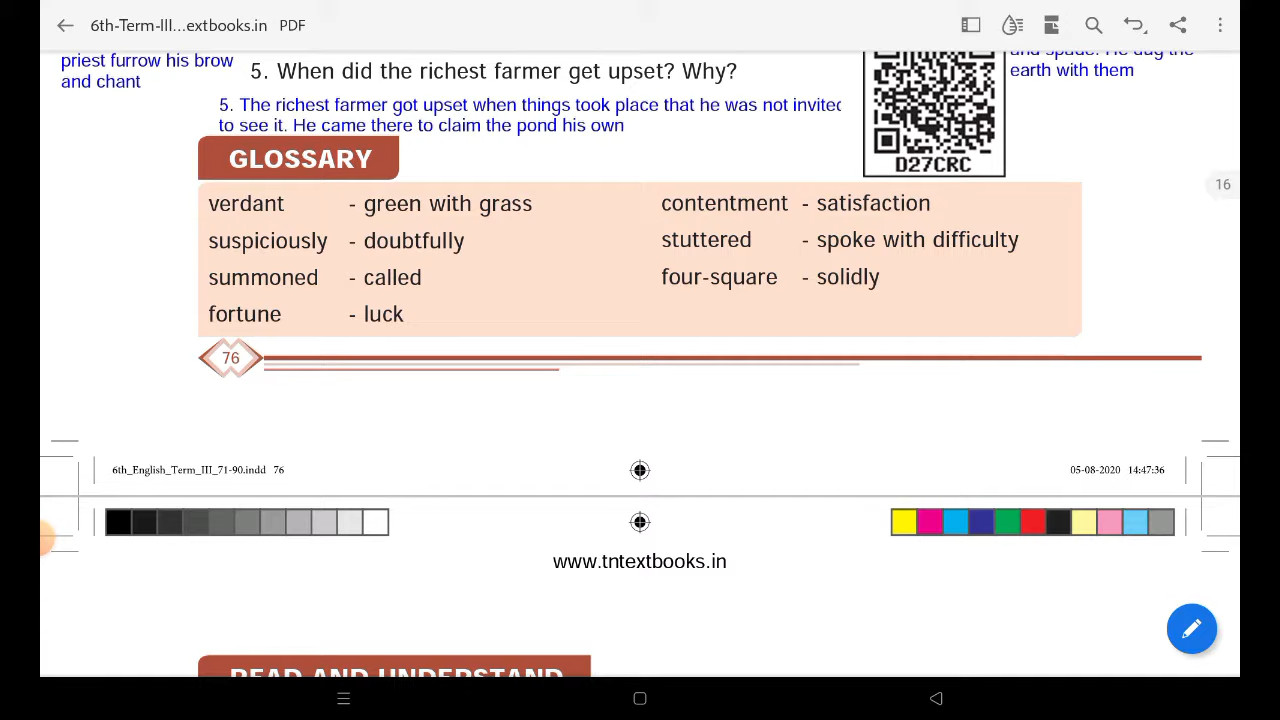 6th-Term-III...extbooks.in PDF
priest furrow his brow
and chant
5. When did the richest farmer get upset? Why?
earth with them
5. The richest farmer got upset when things took place that he was not invited
to see it. He came there to claim the pond his own
D27CRC
GLOSSARY
16
verdant - green with grass
suspiciously - doubtfully
summoned - called
fortune - luck
contentment - satisfaction
stuttered - spoke with difficulty
four-square - solidly
76
6th_English_Term_III_71-90.indd 76
05-08-2020 14:47:36
www.tntextbooks.in
READ AND UNDERSTAND